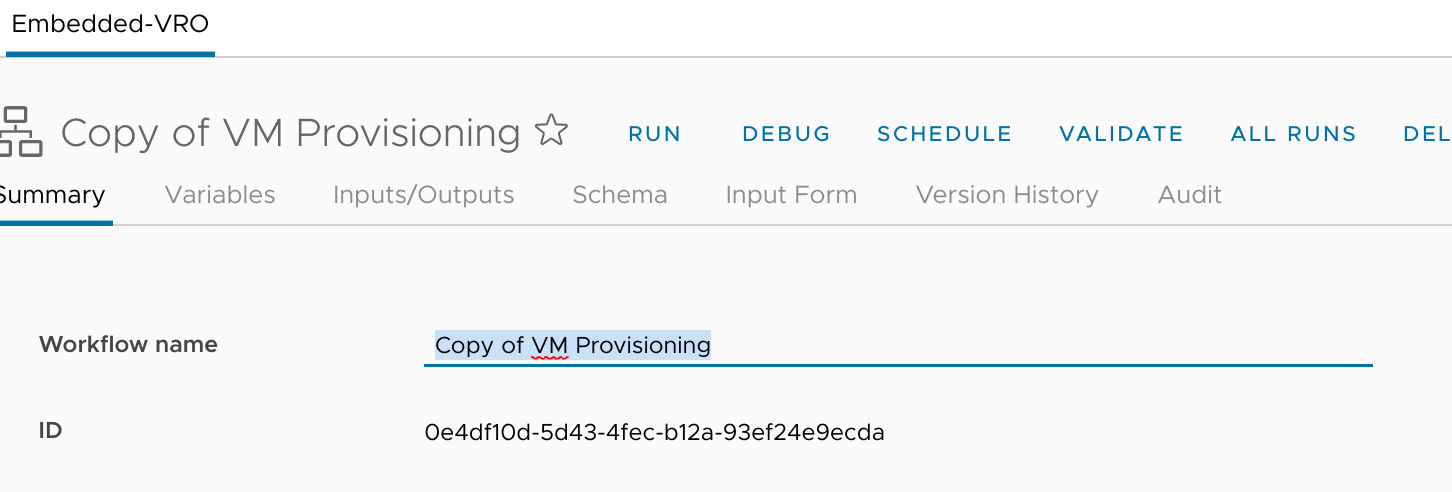 Embedded-VRO
Copy of VM Provisioning RUN DEBUG SCHEDULE VALIDATE ALL RUNS DEL
Summary Variables Inputs/Outputs Schema Input Form Version History Audit
Workflow name Copy of VM Provisioning
ID 0e4df10d-5d43-4fec-b12a-93ef24e9ecda